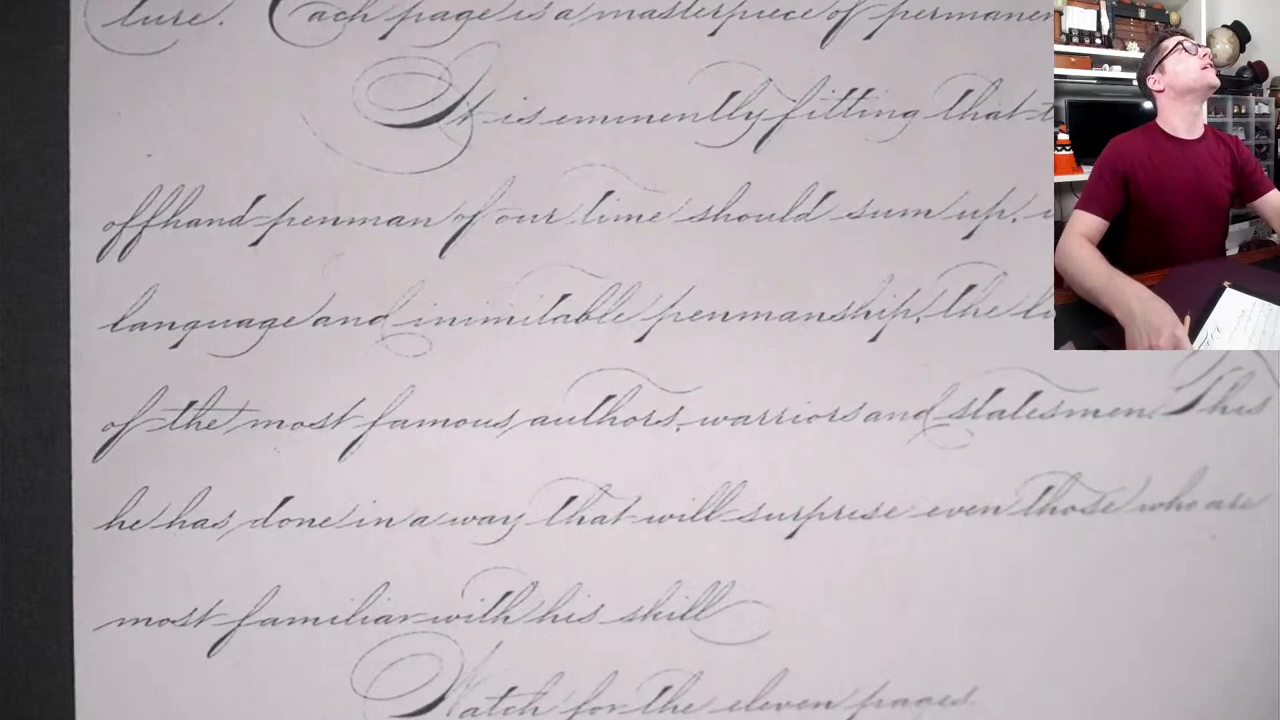 ture. Each page is a masterpiece of permanen
It is eminently fitting that t
offhand penman of our time should sum up, i
language and inimitable penmanship, the li
of the most famous authors, warriors and statesmen. This
he has done in a way that will surprise even those who are
most familiar with his skill
Watch for the eleven pages.